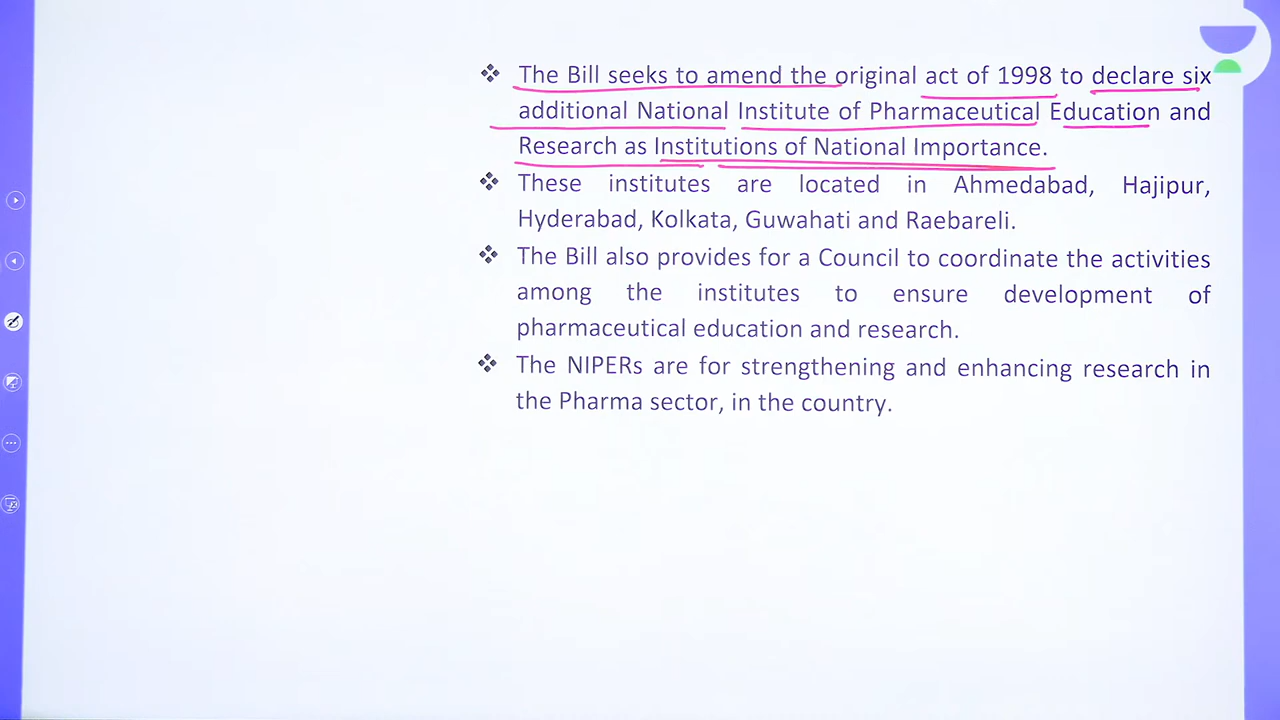 ❖ The Bill seeks to amend the original act of 1998 to declare six
additional National Institute of Pharmaceutical Education and
Research as Institutions of National Importance.
❖ These institutes are located in Ahmedabad, Hajipur,
Hyderabad, Kolkata, Guwahati and Raebareli.
❖ The Bill also provides for a Council to coordinate the activities
among the institutes to ensure development of
pharmaceutical education and research.
❖ The NIPERs are for strengthening and enhancing research in
the Pharma sector, in the country.